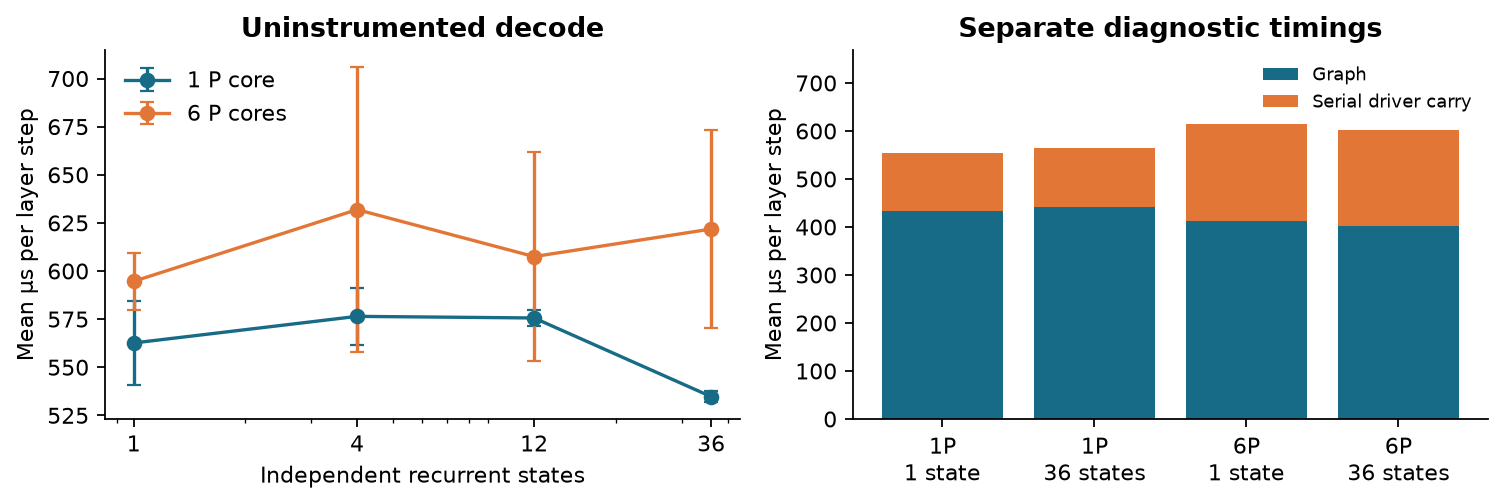 Uninstrumented decode
Mean µs per layer step
700
675
650
625
600
575
550
525
1 P core
6 P cores
1
4
12
36
Independent recurrent states
Separate diagnostic timings
Mean µs per layer step
700
600
500
400
300
200
100
0
Graph
Serial driver carry
1P
1 state
1P
36 states
6P
1 state
6P
36 states